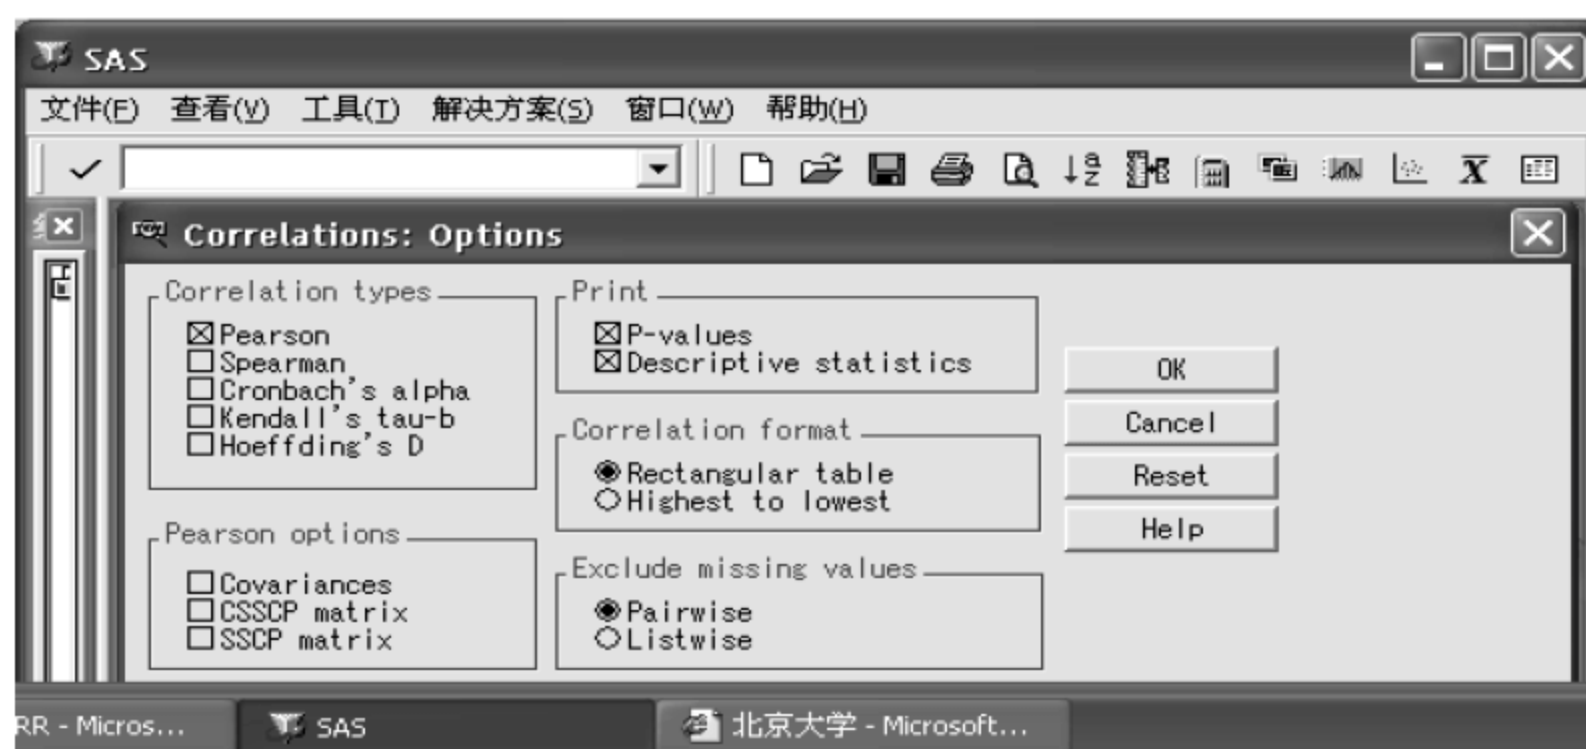 SAS
文件(F) 查看(V) 工具(T) 解决方案(S) 窗口(W) 帮助(H)
Correlations: Options
Correlation types
Pearson
Spearman
Cronbach's alpha
Kendall's tau-b
Hoeffding's D
Pearson options
Covariances
CSSCP matrix
SSCP matrix
Print
P-values
Descriptive statistics
Correlation format
Rectangular table
Highest to lowest
Exclude missing values
Pairwise
Listwise
OK
Cancel
Reset
Help
RR - Micros...
SAS
北京大学 - Microsoft...